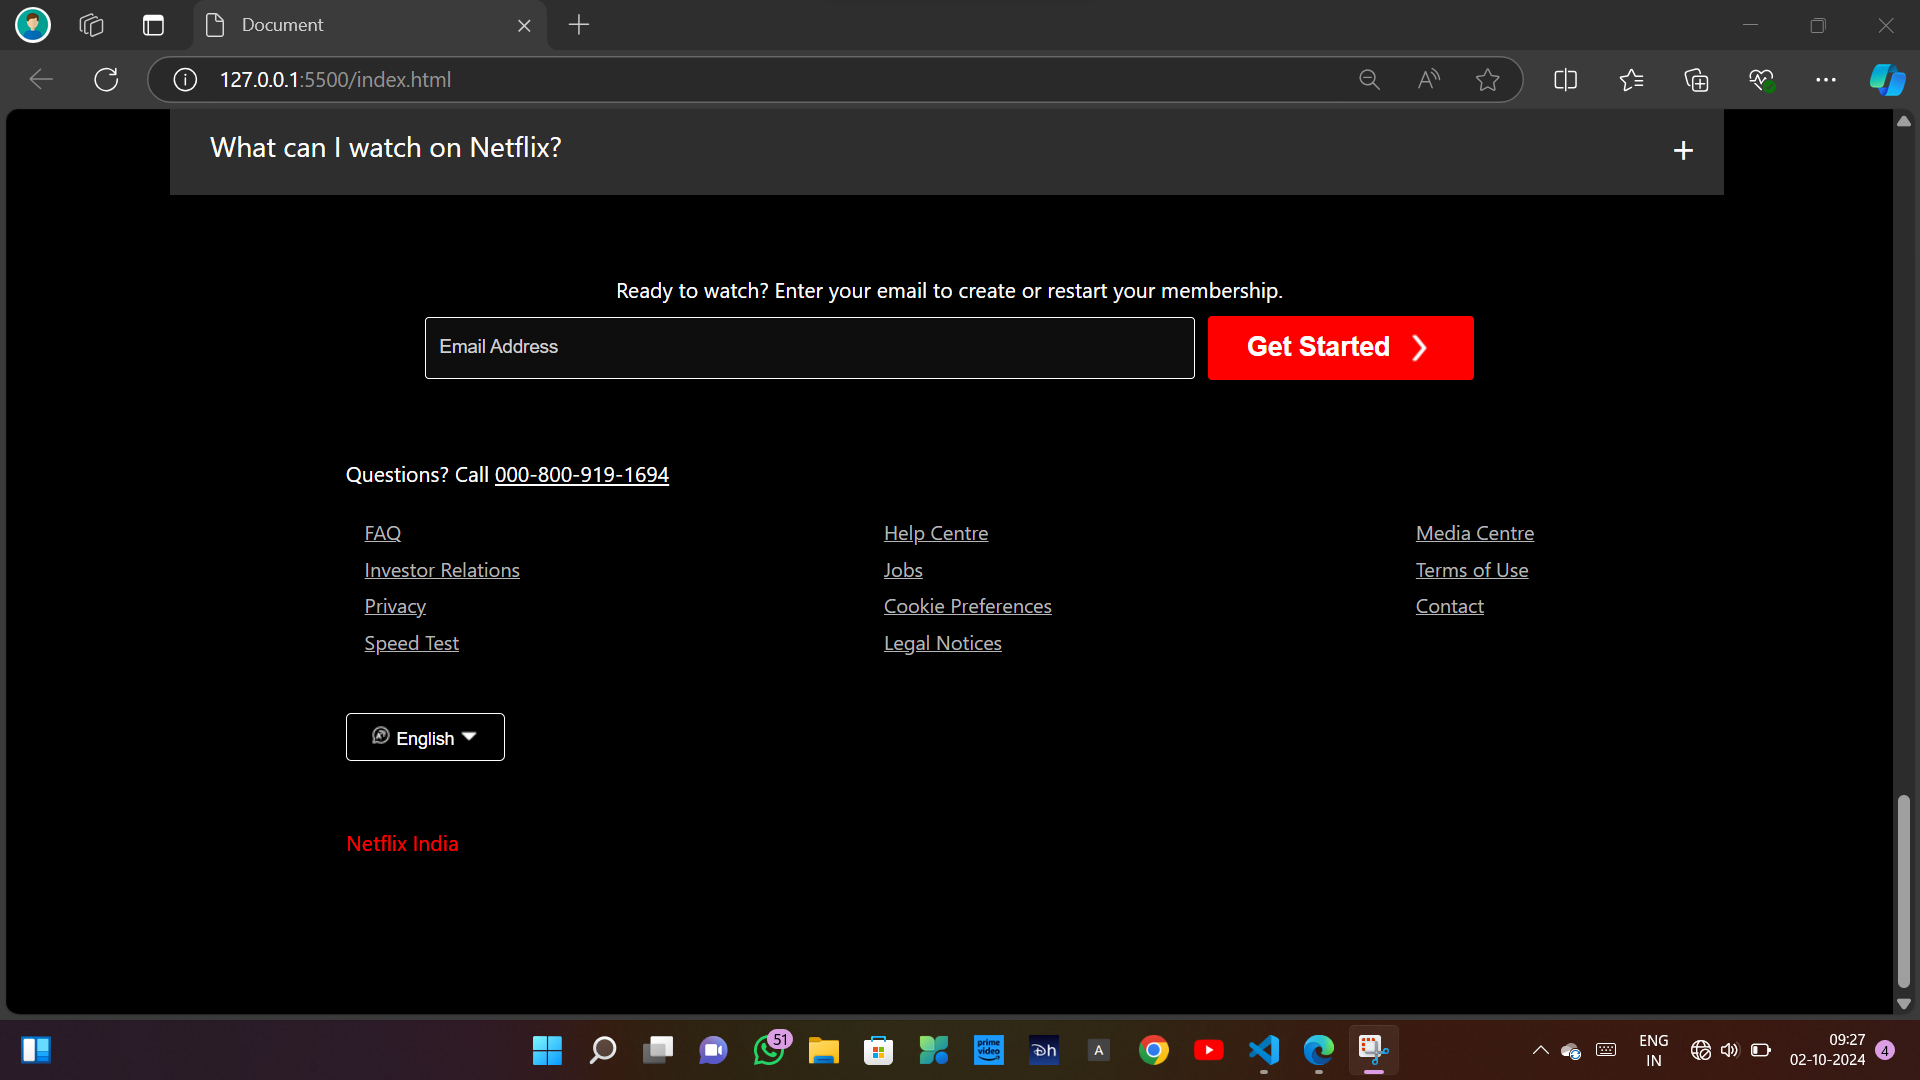 Document
127.0.0.1:5500/index.html
What can I watch on Netflix?
+
Ready to watch? Enter your email to create or restart your membership.
Email Address
Get Started
Questions? Call 000-800-919-1694
FAQ Help Centre Media Centre
Investor Relations Jobs Terms of Use
Privacy Cookie Preferences Contact
Speed Test Legal Notices
English
Netflix India
51
prime video
Dh
A
ENG
IN
09:27
02-10-2024
4